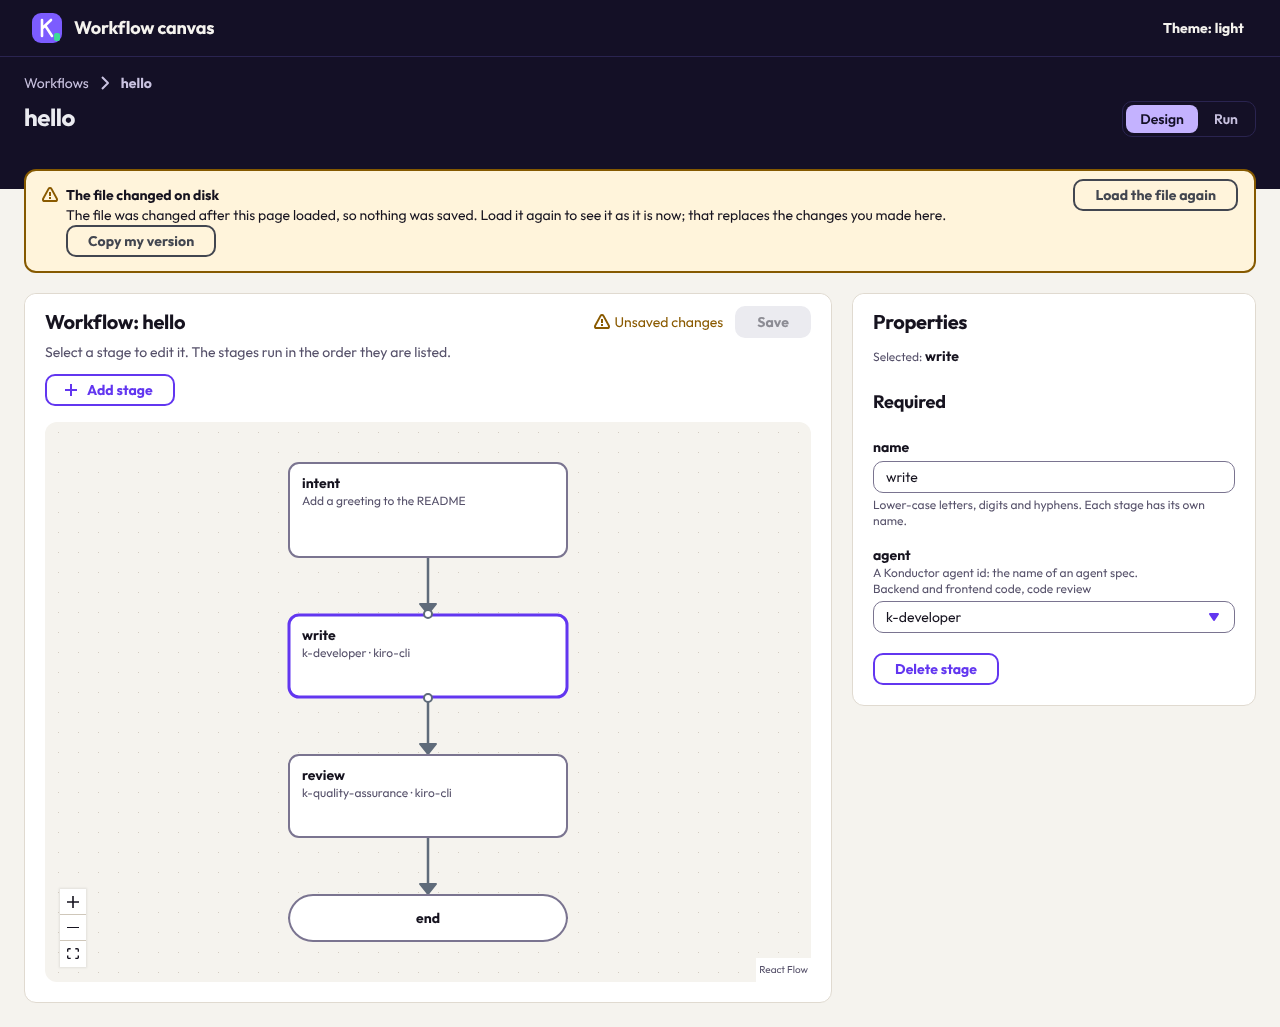 Workflow canvas
Theme: light
Workflows
hello
hello
Design
Run
The file changed on disk
The file was changed after this page loaded, so nothing was saved. Load it again to see it as it is now; that replaces the changes you made here.
Load the file again
Copy my version
Workflow: hello
Unsaved changes
Save
Select a stage to edit it. The stages run in the order they are listed.
Add stage
intent
Add a greeting to the README
write
k-developer · kiro-cli
review
k-quality-assurance · kiro-cli
end
React Flow
Properties
Selected: write
Required
name
write
Lower-case letters, digits and hyphens. Each stage has its own
name.
agent
A Konductor agent id: the name of an agent spec.
Backend and frontend code, code review
k-developer
Delete stage